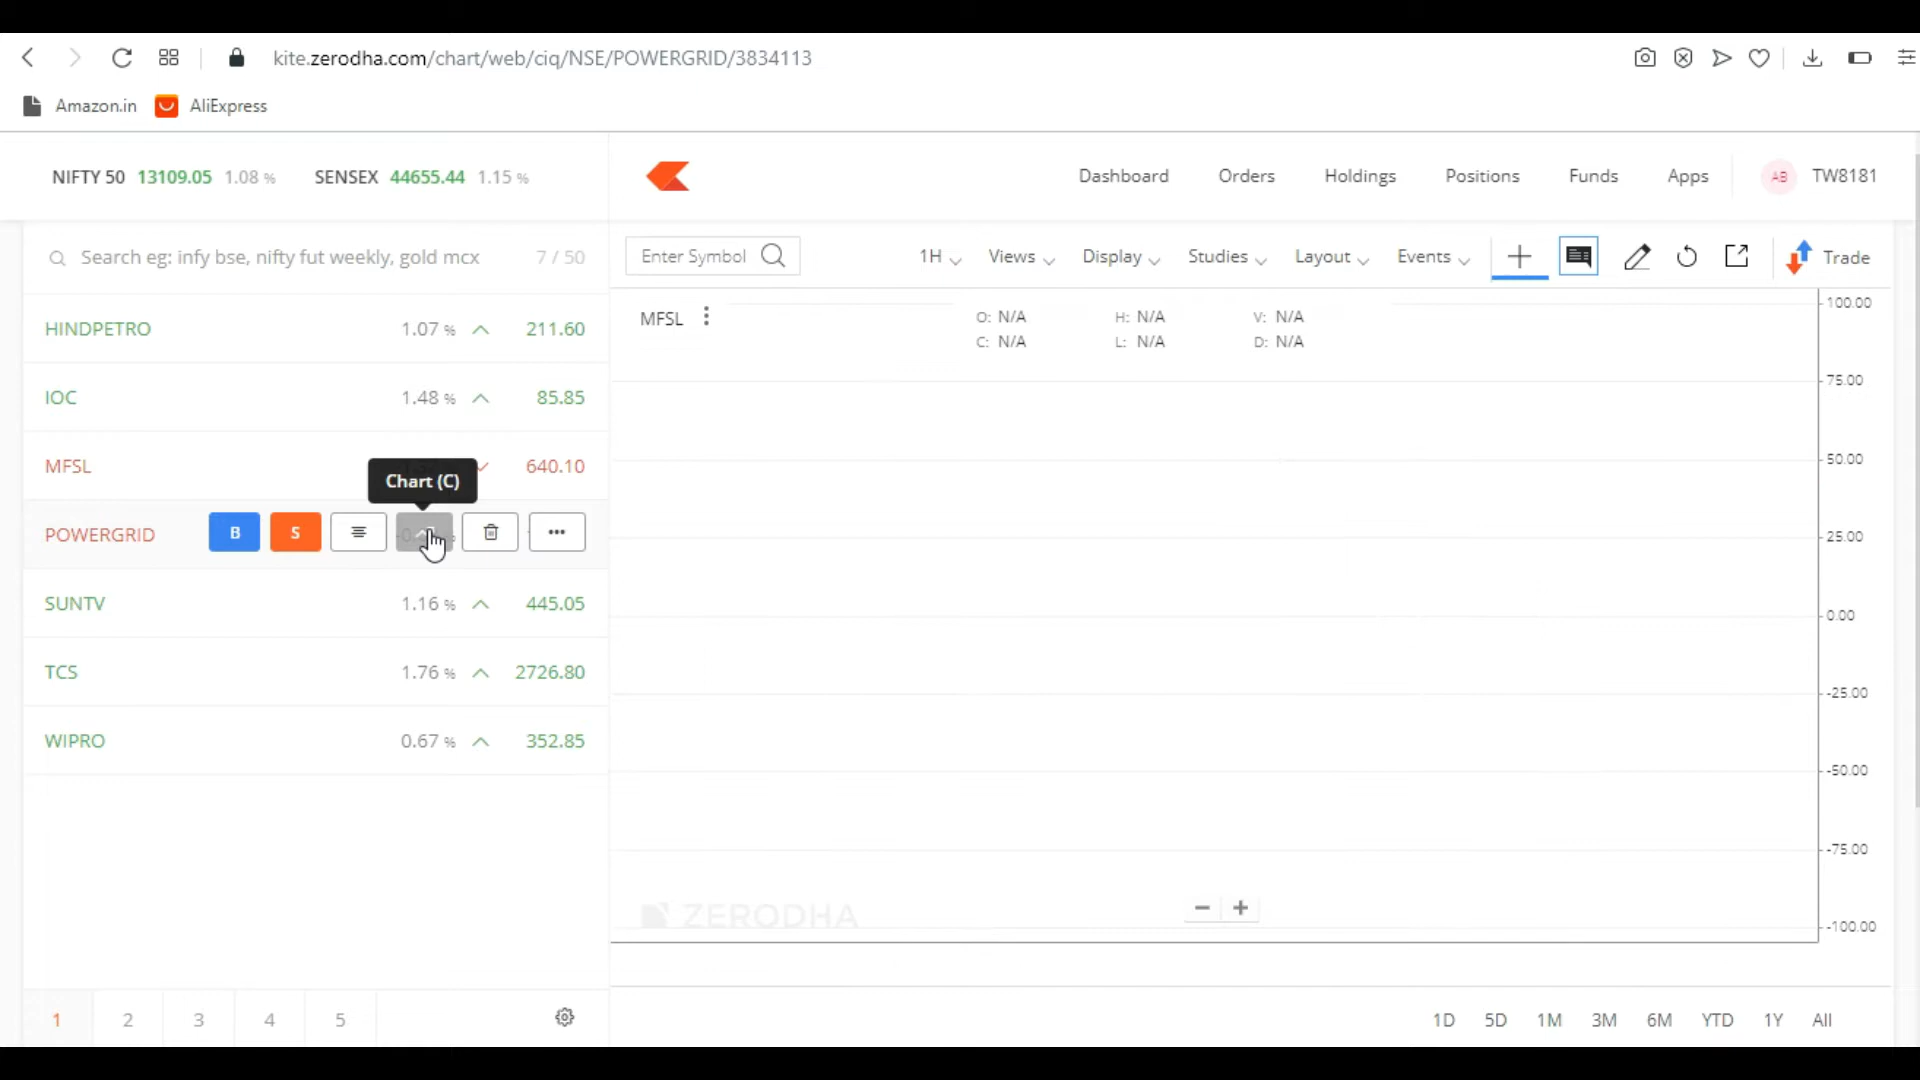 kite.zerodha.com/chart/web/ciq/NSE/POWERGRID/3834113
Amazon.in AliExpress
NIFTY 50 13109.05 1.08 % SENSEX 44655.44 1.15 %
Dashboard Orders Holdings Positions Funds Apps AB TW8181
Search eg: infy bse, nifty fut weekly, gold mcx 7 / 50
Enter Symbol 1H Views Display Studies Layout Events Trade
HINDPETRO 1.07 % 211.60
IOC 1.48 % 85.85
MFSL 640.10
Chart (C)
POWERGRID B S
SUNTV 1.16 % 445.05
TCS 1.76 % 2726.80
WIPRO 0.67 % 352.85
1 2 3 4 5
MFSL O: N/A H: N/A V: N/A
C: N/A L: N/A D: N/A
100.00
75.00
50.00
25.00
0.00
-25.00
-50.00
-75.00
-100.00
ZERODHA
1D 5D 1M 3M 6M YTD 1Y All